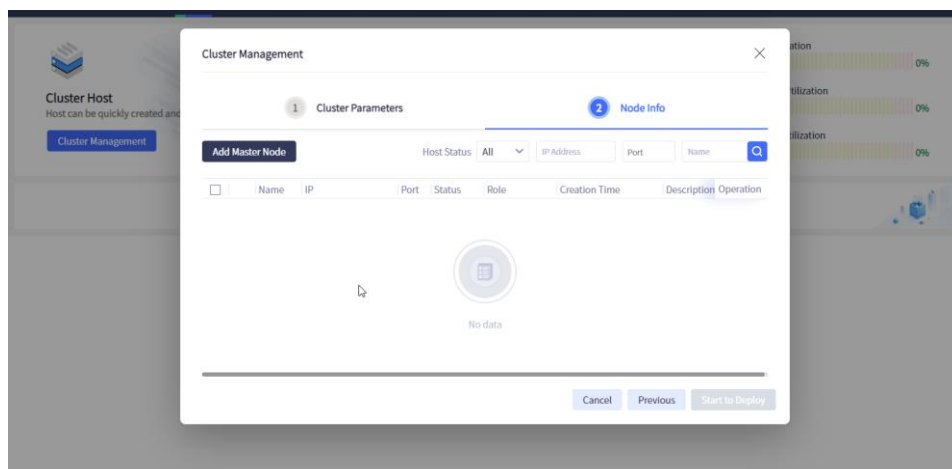 Cluster Management
ation
0%
tilization
Cluster Host
Host can be quickly created and
1 Cluster Parameters
2 Node Info
0%
Cluster Management
ilization
0%
Add Master Node
Host Status All IP Address Port Name
Name IP Port Status Role Creation Time Description Operation
No data
Cancel Previous Start to Deploy